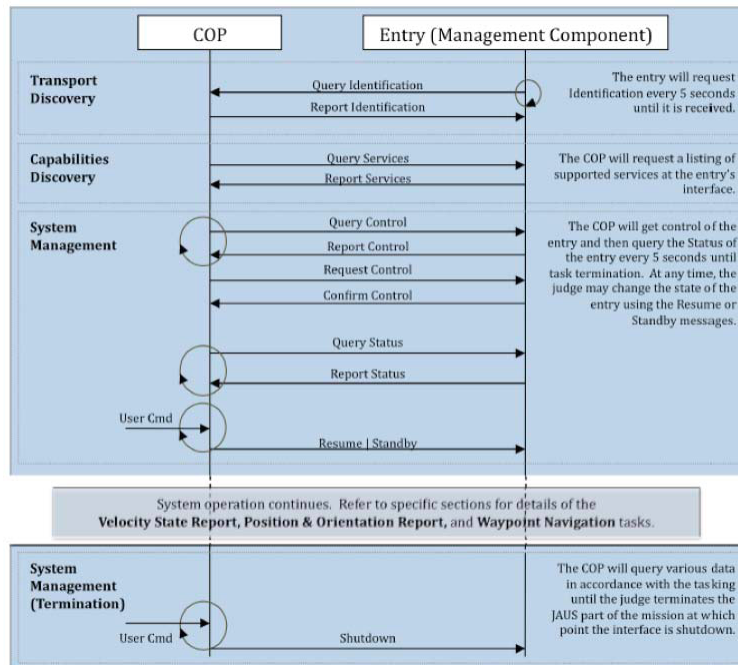 COP
Entry (Management Component)
Transport
Discovery
Query Identification
Report Identification
The entry will request
Identification every 5 seconds
until it is received.
Capabilities
Discovery
Query Services
Report Services
The COP will request a listing of
supported services at the entry's
interface.
System
Management
Query Control
Report Control
Request Control
Confirm Control
Query Status
Report Status
User Cmd
Resume | Standby
The COP will get control of the
entry and then query the Status of
the entry every 5 seconds until
task termination. At any time, the
judge may change the state of the
entry using the Resume or
Standby messages.
System operation continues. Refer to specific sections for details of the
Velocity State Report, Position & Orientation Report, and Waypoint Navigation tasks.
System
Management
(Termination)
User Cmd
Shutdown
The COP will query various data
in accordance with the tasking
until the judge terminates the
JAUS part of the mission at which
point the interface is shutdown.